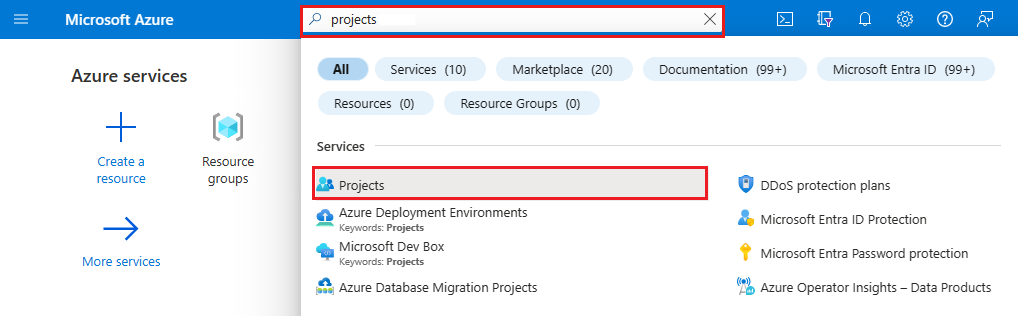 Microsoft Azure
projects
Azure services
Create a
resource
Resource
groups
More services
All
Services (10)
Marketplace (20)
Documentation (99+)
Microsoft Entra ID (99+)
Resources (0)
Resource Groups (0)
Services
Projects
Azure Deployment Environments
Keywords: Projects
Microsoft Dev Box
Keywords: Projects
Azure Database Migration Projects
DDoS protection plans
Microsoft Entra ID Protection
Microsoft Entra Password protection
Azure Operator Insights – Data Products